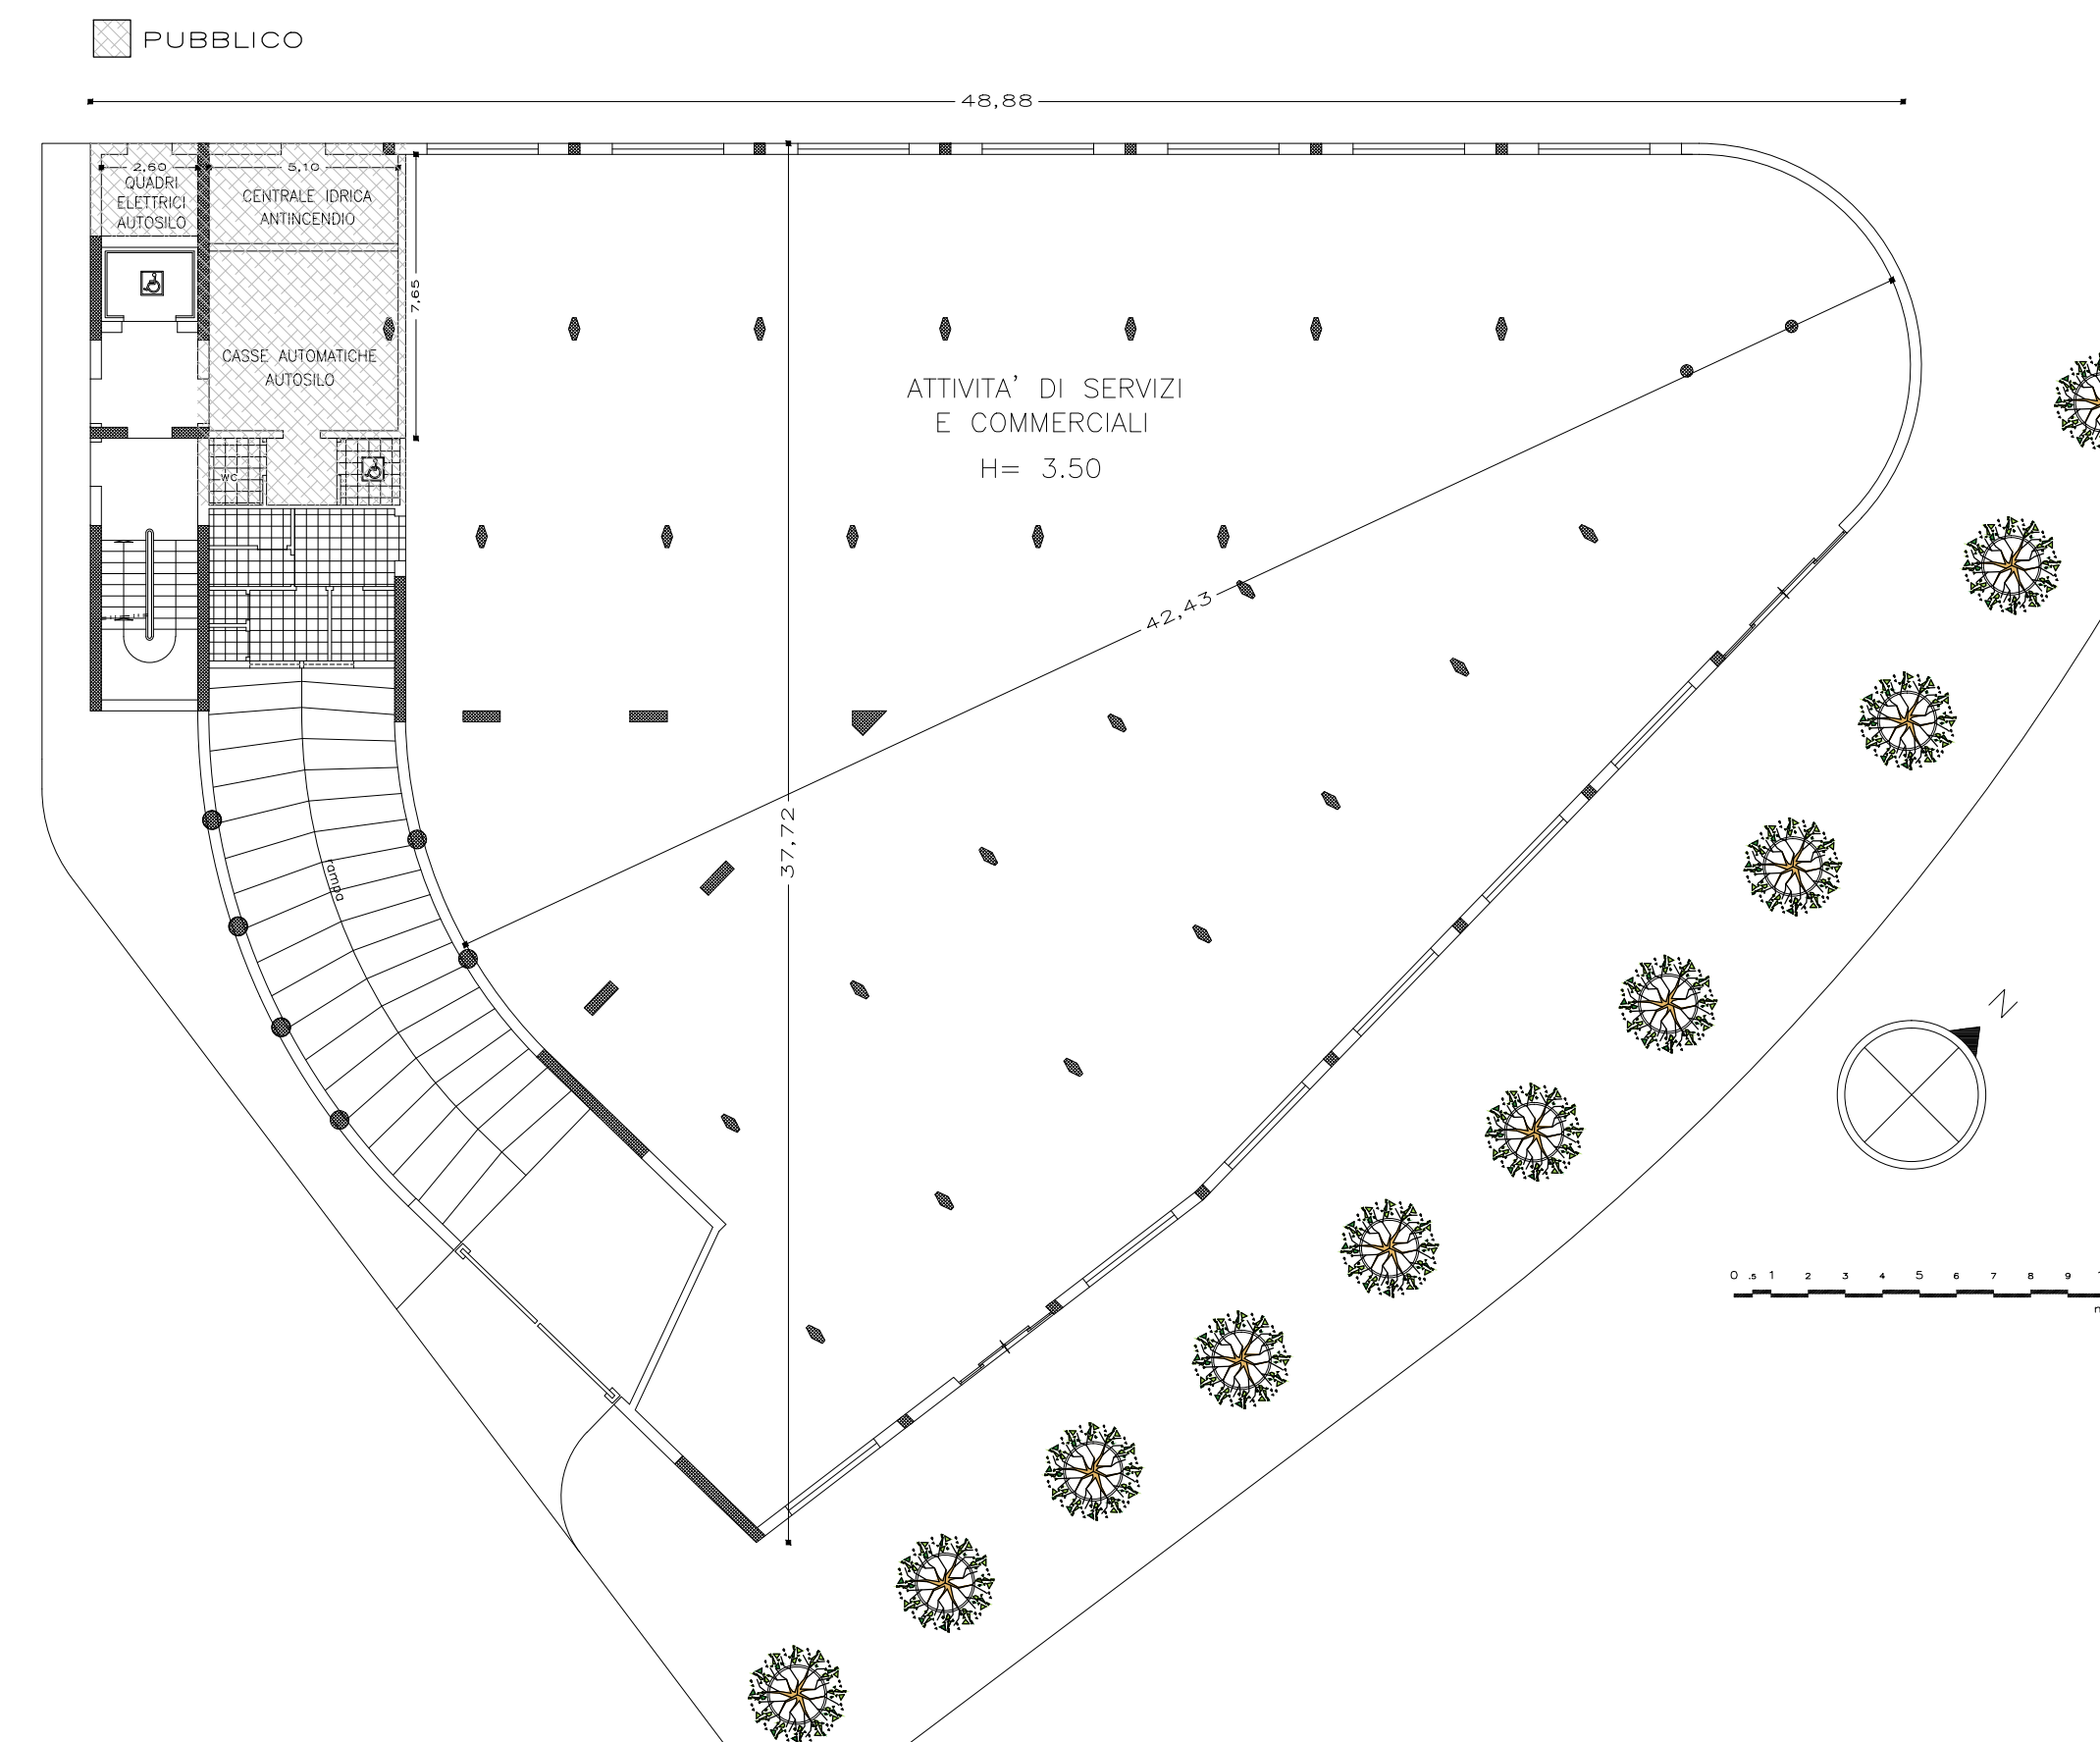 PUBBLICO
48,88
2,60
5,10
QUADRI
ELETTRICI
AUTOSILO
CENTRALE IDRICA
ANTINCENDIO
7,65
CASSE AUTOMATICHE
AUTOSILO
ATTIVITA' DI SERVIZI
E COMMERCIALI
H= 3.50
WC
42,43
37,72
rampa
N
0 .5 1 2 3 4 5 6 7 8 9